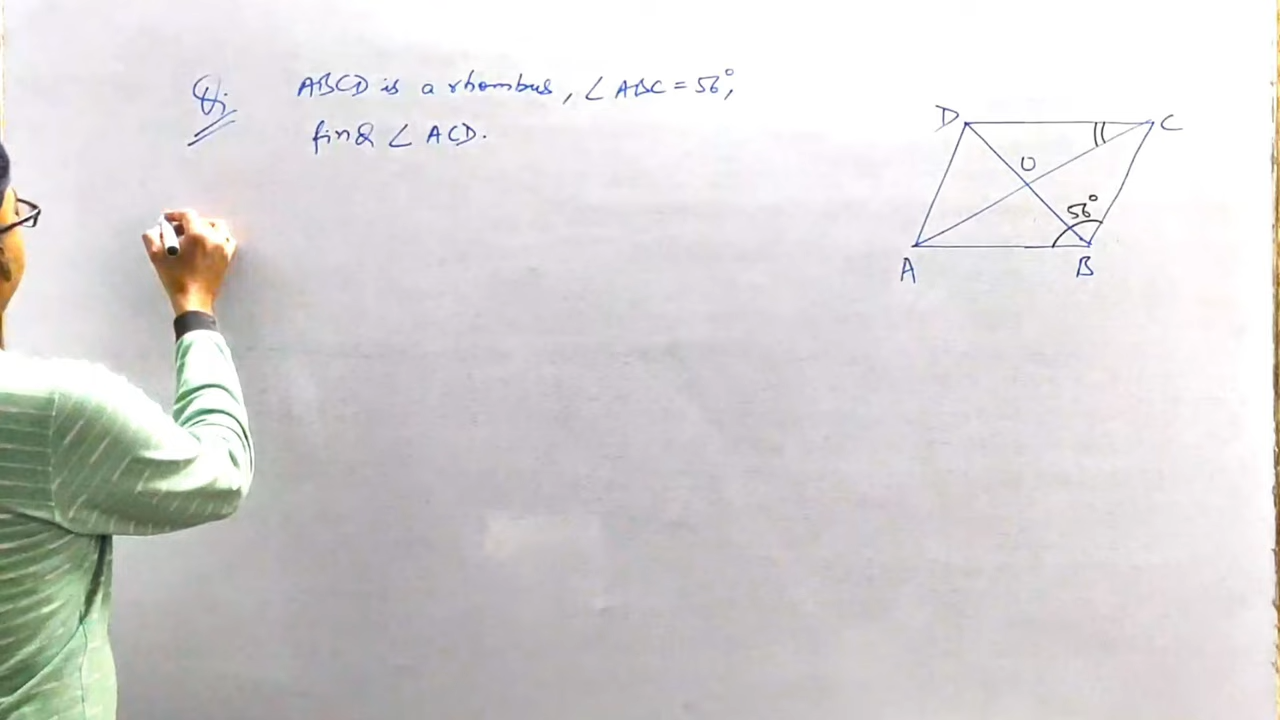 Q:
ABCD is a rhombus, ∠ABC = 56°,
find ∠ACD.
D
C
O
56°
A
B